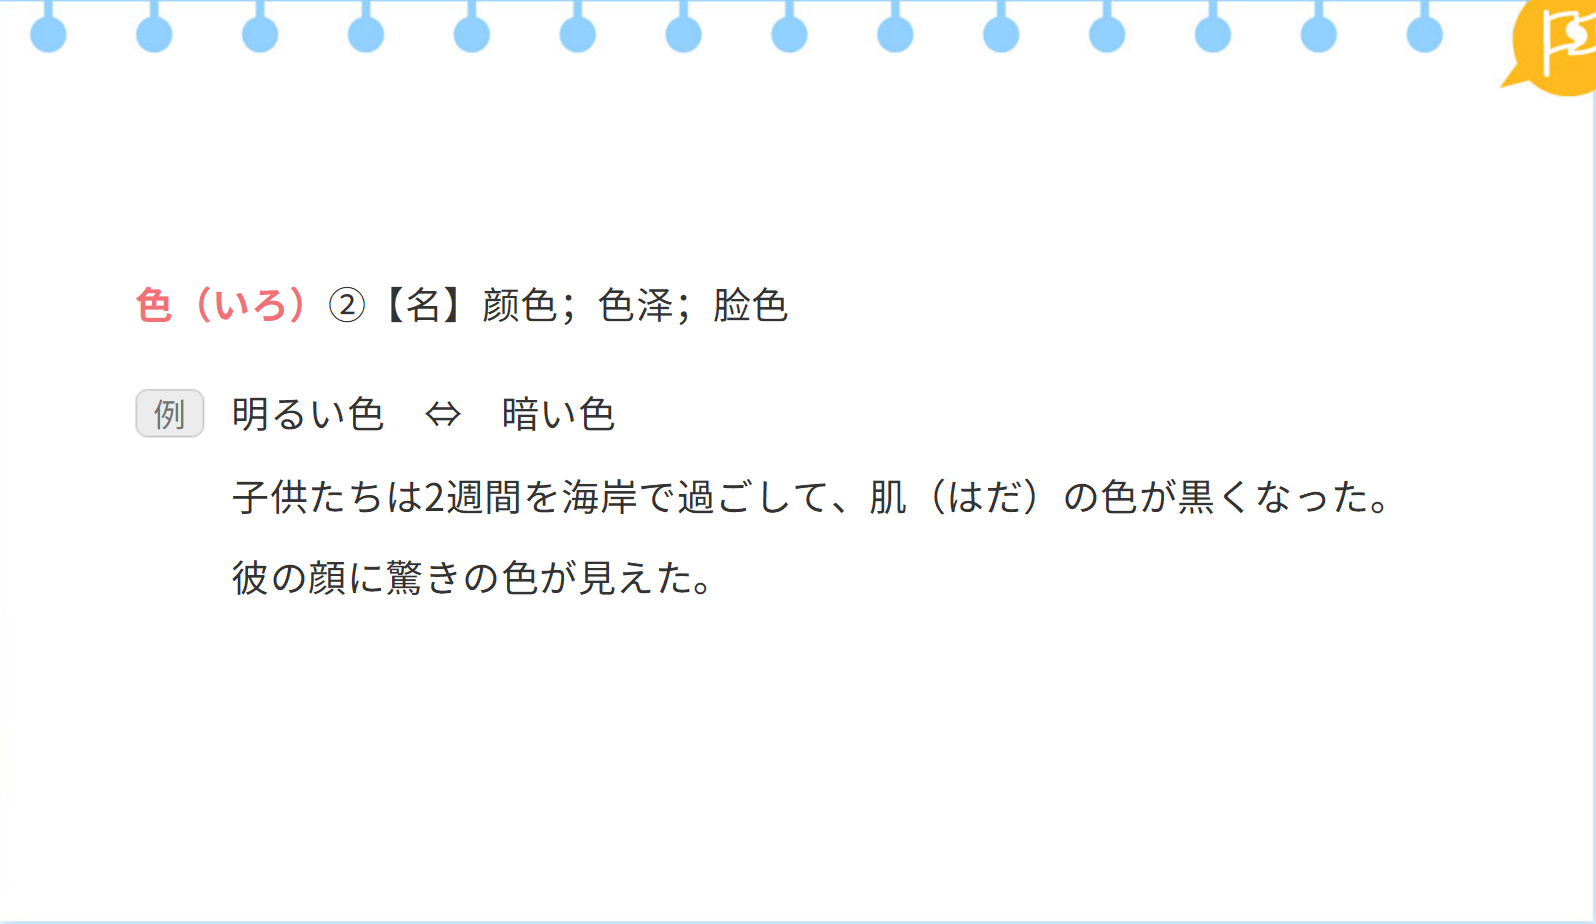 色（いろ）②【名】颜色；色泽；脸色
例 明るい色　⇔　暗い色
子供たちは2週間を海岸で過ごして、肌（はだ）の色が黒くなった。
彼の顔に驚きの色が見えた。